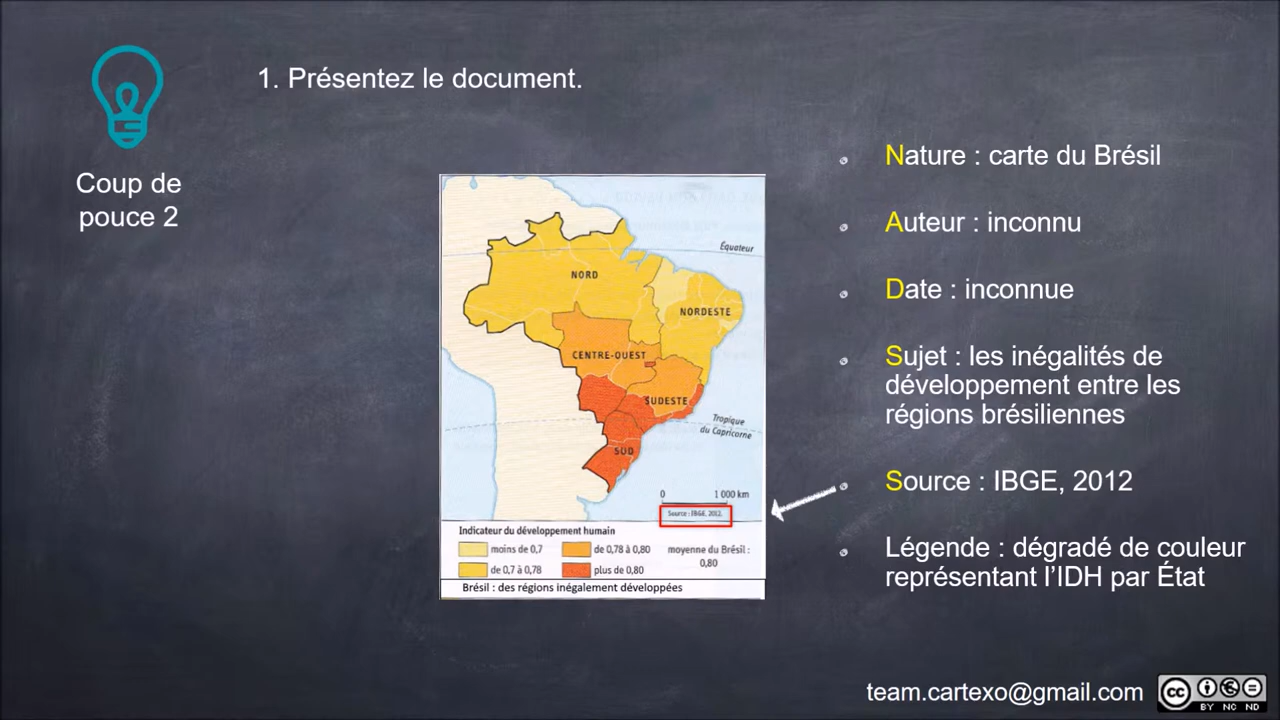 1. Présentez le document.
Coup de
pouce 2
Nature : carte du Brésil
Auteur : inconnu
Date : inconnue
Sujet : les inégalités de
développement entre les
régions brésiliennes
Source : IBGE, 2012
Légende : dégradé de couleur
représentant l’IDH par État
Équateur
NORD
NORDESTE
CENTRE-OUEST
SUDESTE
Tropique
du Capricorne
SUD
0 1 000 km
Source : IBGE, 2012.
Indicateur du développement humain
moins de 0,7
de 0,78 à 0,80
moyenne du Brésil :
0,80
de 0,7 à 0,78
plus de 0,80
Brésil : des régions inégalement développées
team.cartexo@gmail.com
cc
BY NC ND